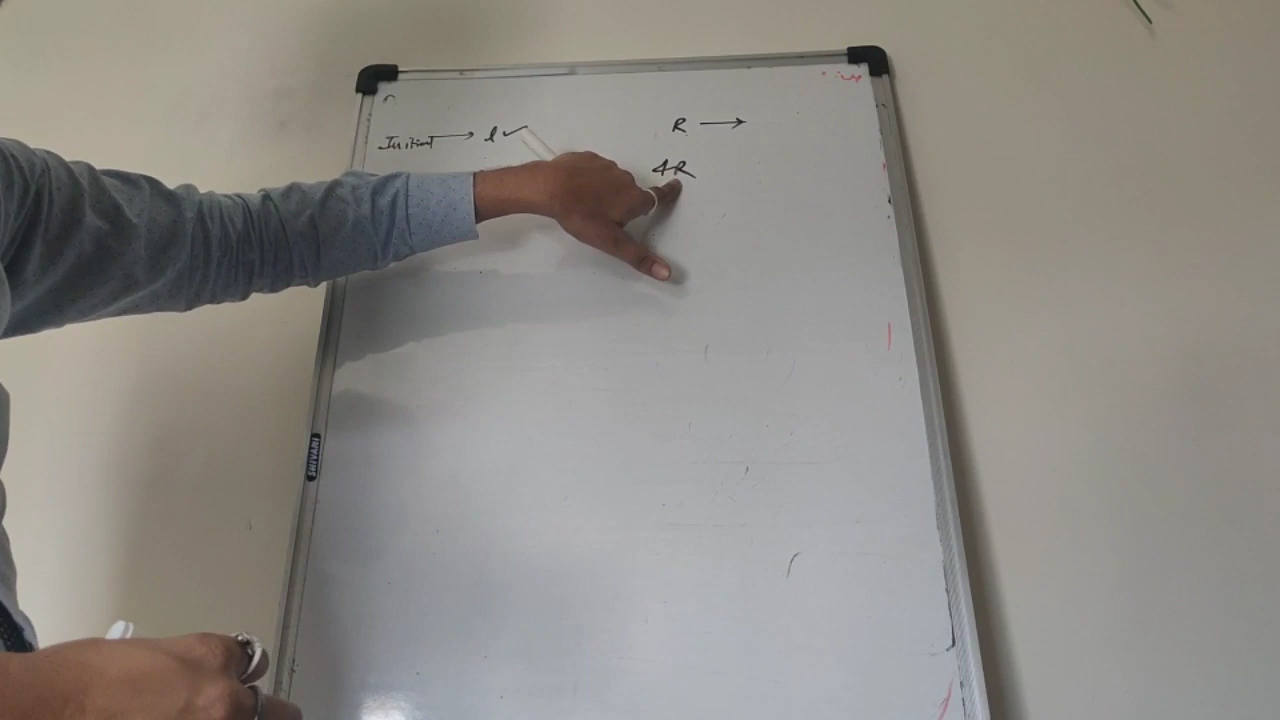 Initial → l ✓
R →
4R
SHIVANI